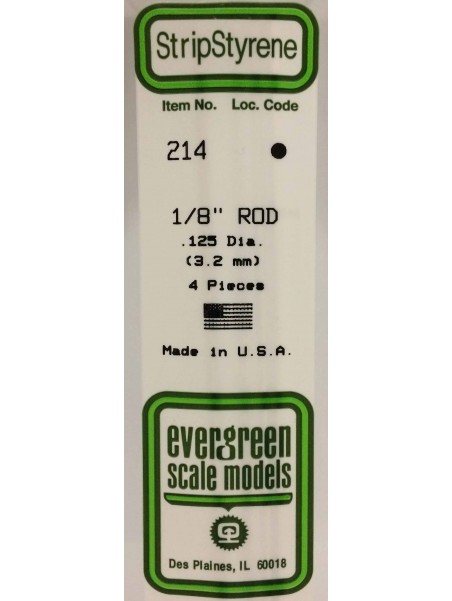 StripStyrene
Item No. Loc. Code
214 ●
1/8" ROD
.125 Dia.
(3.2 mm)
4 Pieces
Made in U.S.A.
evergreen
scale models
Des Plaines, IL 60018